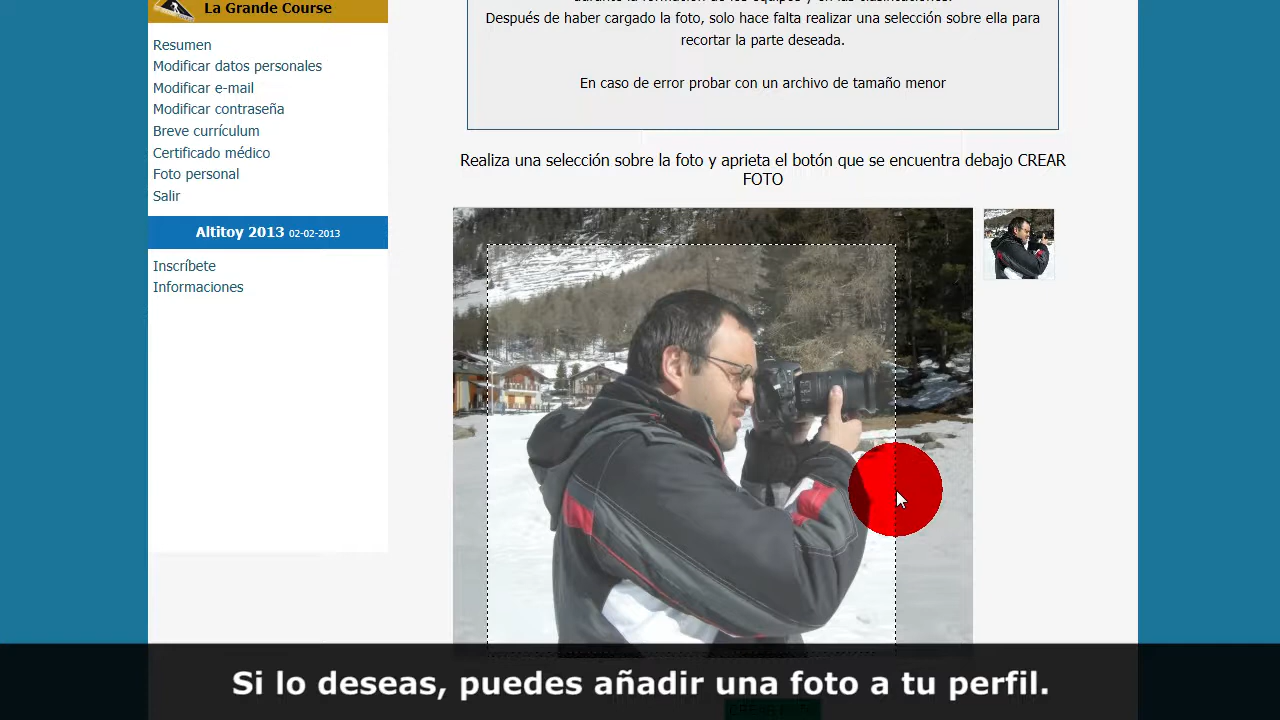 La Grande Course
Resumen
Modificar datos personales
Modificar e-mail
Modificar contraseña
Breve currículum
Certificado médico
Foto personal
Salir
Altitoy 2013 02-02-2013
Inscríbete
Informaciones
Después de haber cargado la foto, solo hace falta realizar una selección sobre ella para
recortar la parte deseada.
En caso de error probar con un archivo de tamaño menor
Realiza una selección sobre la foto y aprieta el botón que se encuentra debajo CREAR
FOTO
Si lo deseas, puedes añadir una foto a tu perfil.